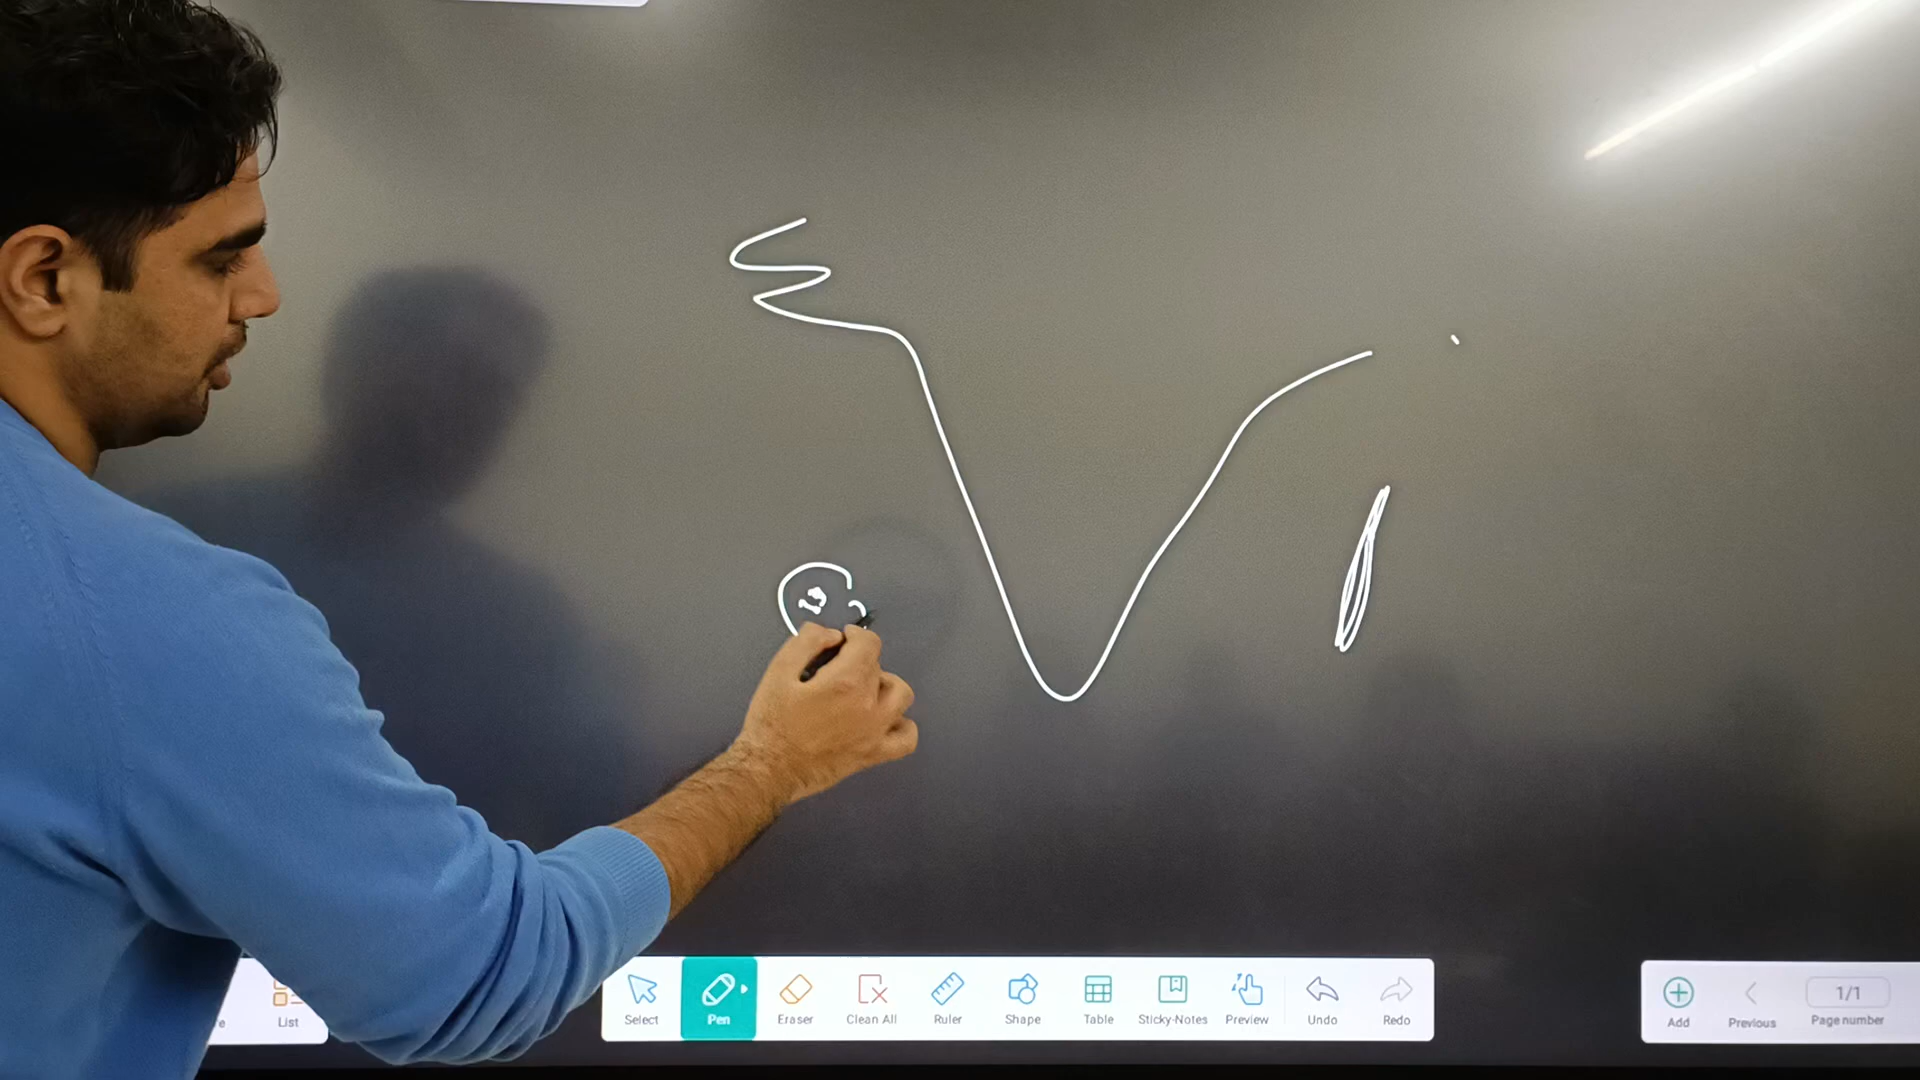 List
Select
Pen
Eraser
Clean All
Ruler
Shape
Table
Sticky-Notes
Preview
Undo
Redo
Add
Previous
1/1
Page number